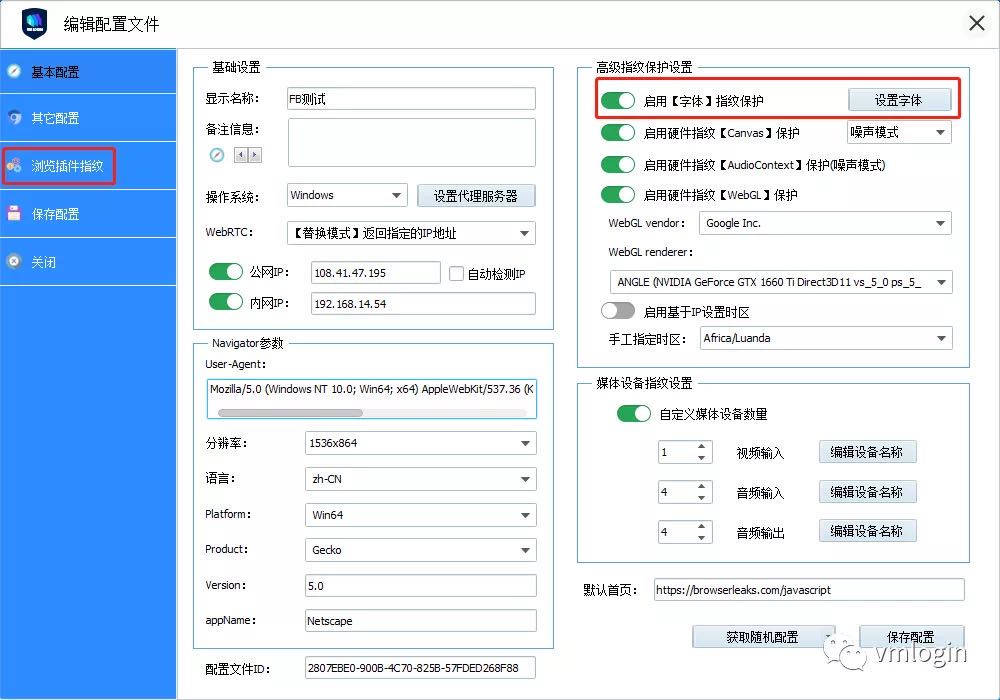 编辑配置文件
基本配置
其它配置
浏览插件指纹
保存配置
关闭
基础设置
显示名称: FB测试
备注信息:
操作系统: Windows 设置代理服务器
WebRTC: 【替换模式】返回指定的IP地址
公网IP: 108.41.47.195 自动检测IP
内网IP: 192.168.14.54
Navigator参数
User-Agent:
Mozilla/5.0 (Windows NT 10.0; Win64; x64) AppleWebKit/537.36 (K
分辨率: 1536x864
语言: zh-CN
Platform: Win64
Product: Gecko
Version: 5.0
appName: Netscape
配置文件ID: 2807EBE0-900B-4C70-825B-57FDED268F88
高级指纹保护设置
启用【字体】指纹保护 设置字体
启用硬件指纹【Canvas】保护 噪声模式
启用硬件指纹【AudioContext】保护(噪声模式)
启用硬件指纹【WebGL】保护
WebGL vendor: Google Inc.
WebGL renderer:
ANGLE (NVIDIA GeForce GTX 1660 Ti Direct3D11 vs_5_0 ps_5_
启用基于IP设置时区
手工指定时区: Africa/Luanda
媒体设备指纹设置
自定义媒体设备数量
1 视频输入 编辑设备名称
4 音频输入 编辑设备名称
4 音频输出 编辑设备名称
默认首页: https://browserleaks.com/javascript
获取随机配置 保存配置
vmlogin